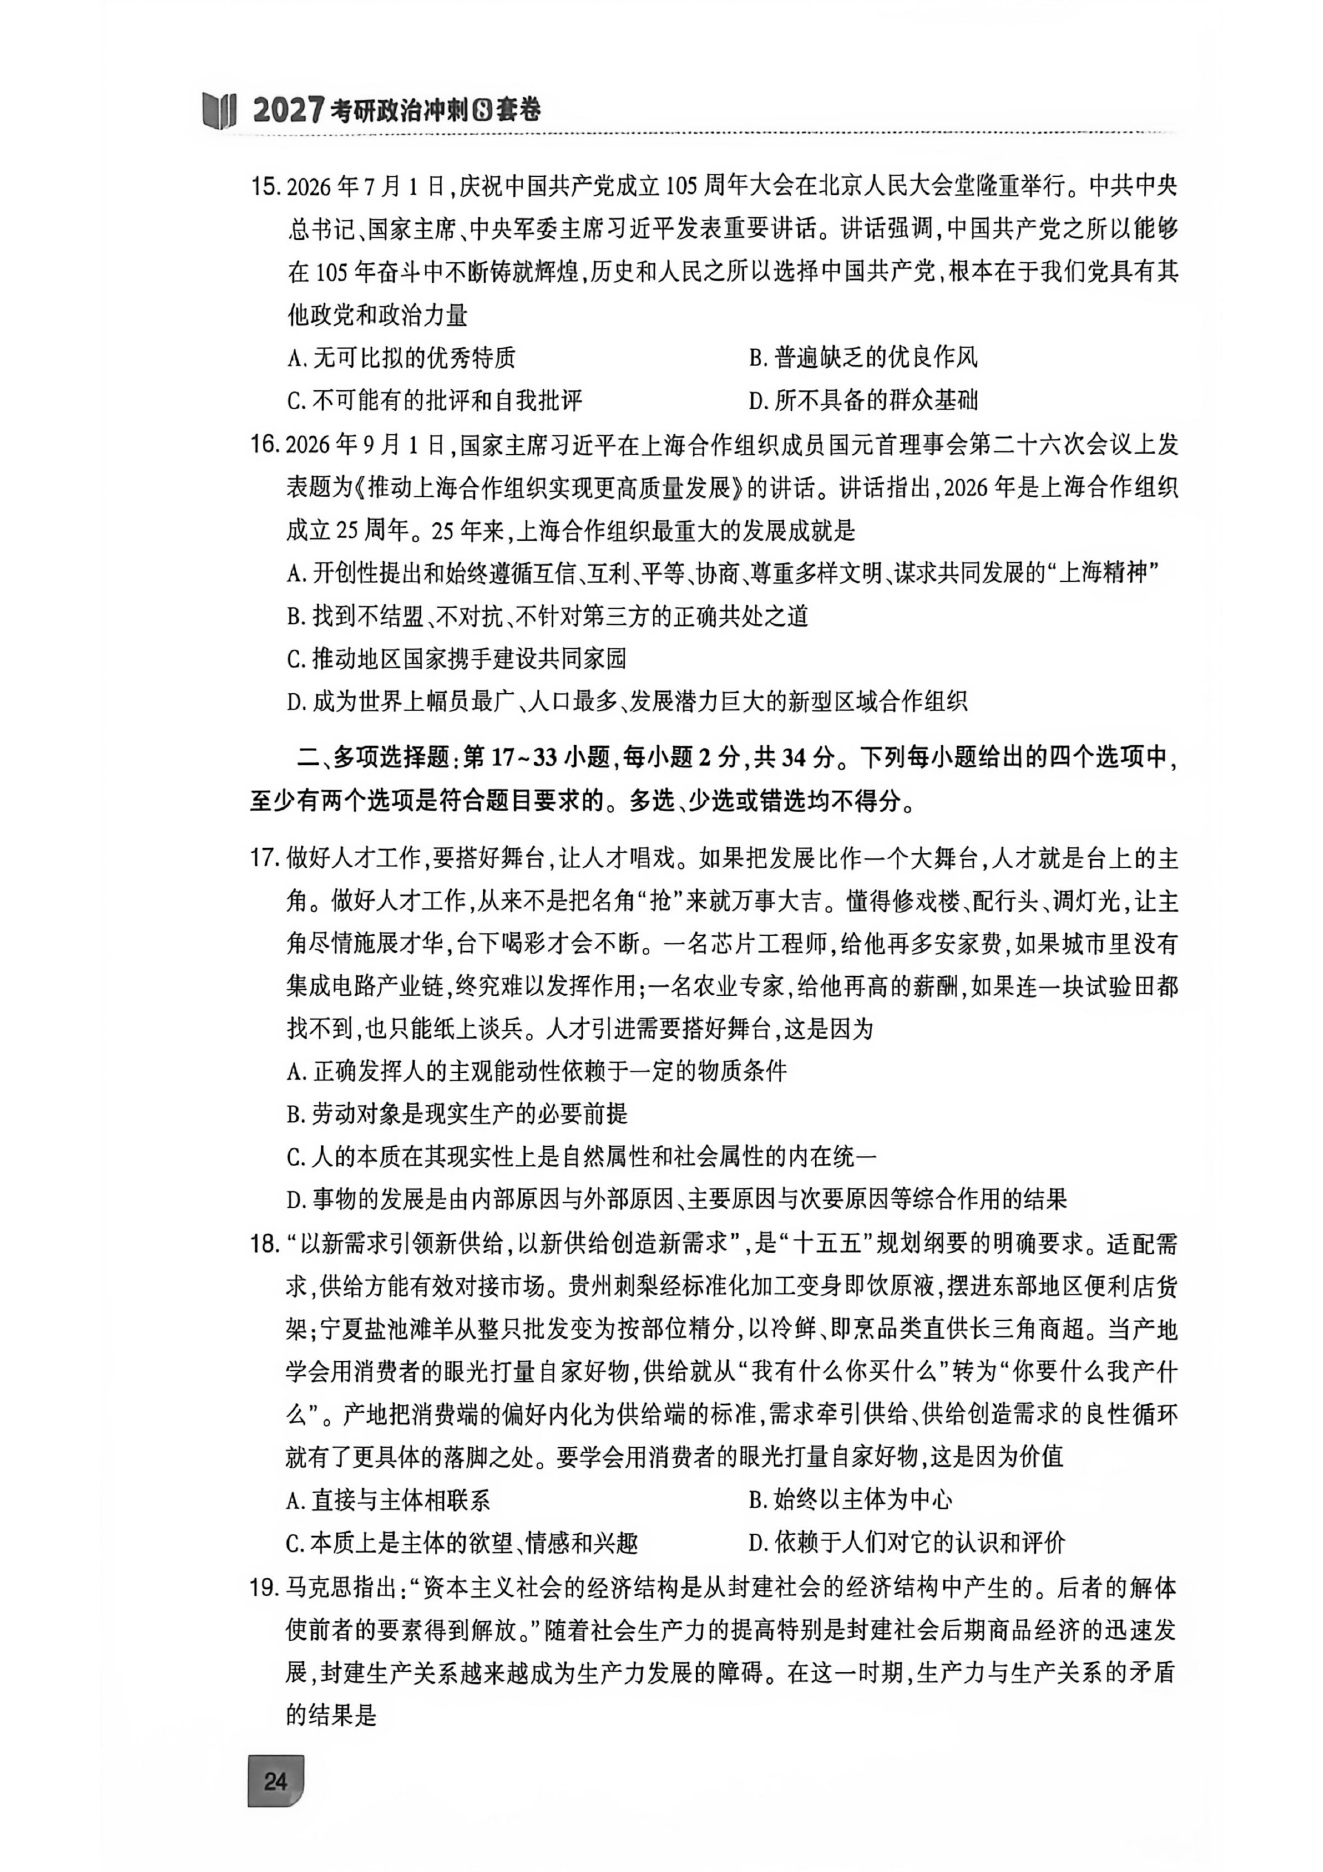 2027考研政治冲刺8套卷
15. 2026年7月1日,庆祝中国共产党成立105周年大会在北京人民大会堂隆重举行。中共中央
总书记、国家主席、中央军委主席习近平发表重要讲话。讲话强调,中国共产党之所以能够
在105年奋斗中不断铸就辉煌,历史和人民之所以选择中国共产党,根本在于我们党具有其
他政党和政治力量
A. 无可比拟的优秀特质 B. 普遍缺乏的优良作风
C. 不可能有的批评和自我批评 D. 所不具备的群众基础
16. 2026年9月1日,国家主席习近平在上海合作组织成员国元首理事会第二十六次会议上发
表题为《推动上海合作组织实现更高质量发展》的讲话。讲话指出,2026年是上海合作组织
成立25周年。25年来,上海合作组织最重大的发展成就是
A. 开创性提出和始终遵循互信、互利、平等、协商、尊重多样文明、谋求共同发展的“上海精神”
B. 找到不结盟、不对抗、不针对第三方的正确共处之道
C. 推动地区国家携手建设共同家园
D. 成为世界上幅员最广、人口最多、发展潜力巨大的新型区域合作组织
二、多项选择题:第17~33小题,每小题2分,共34分。下列每小题给出的四个选项中,
至少有两个选项是符合题目要求的。多选、少选或错选均不得分。
17. 做好人才工作,要搭好舞台,让人才唱戏。如果把发展比作一个大舞台,人才就是台上的主
角。做好人才工作,从来不是把名角“抢”来就万事大吉。懂得修戏楼、配行头、调灯光,让主
角尽情施展才华,台下喝彩才会不断。一名芯片工程师,给他再多安家费,如果城市里没有
集成电路产业链,终究难以发挥作用;一名农业专家,给他再高的薪酬,如果连一块试验田都
找不到,也只能纸上谈兵。人才引进需要搭好舞台,这是因为
A. 正确发挥人的主观能动性依赖于一定的物质条件
B. 劳动对象是现实生产的必要前提
C. 人的本质在其现实性上是自然属性和社会属性的内在统一
D. 事物的发展是由内部原因与外部原因、主要原因与次要原因等综合作用的结果
18. “以新需求引领新供给,以新供给创造新需求”,是“十五五”规划纲要的明确要求。适配需
求,供给方能有效对接市场。贵州刺梨经标准化加工变身即饮原液,摆进东部地区便利店货
架;宁夏盐池滩羊从整只批发变为按部位精分,以冷鲜、即烹品类直供长三角商超。当产地
学会用消费者的眼光打量自家好物,供给就从“我有什么你买什么”转为“你要什么我产什
么”。产地把消费端的偏好内化为供给端的标准,需求牵引供给、供给创造需求的良性循环
就有了更具体的落脚之处。要学会用消费者的眼光打量自家好物,这是因为价值
A. 直接与主体相联系 B. 始终以主体为中心
C. 本质上是主体的欲望、情感和兴趣 D. 依赖于人们对它的认识和评价
19. 马克思指出:“资本主义社会的经济结构是从封建社会的经济结构中产生的。后者的解体
使前者的要素得到解放。”随着社会生产力的提高特别是封建社会后期商品经济的迅速发
展,封建生产关系越来越成为生产力发展的障碍。在这一时期,生产力与生产关系的矛盾
的结果是
24